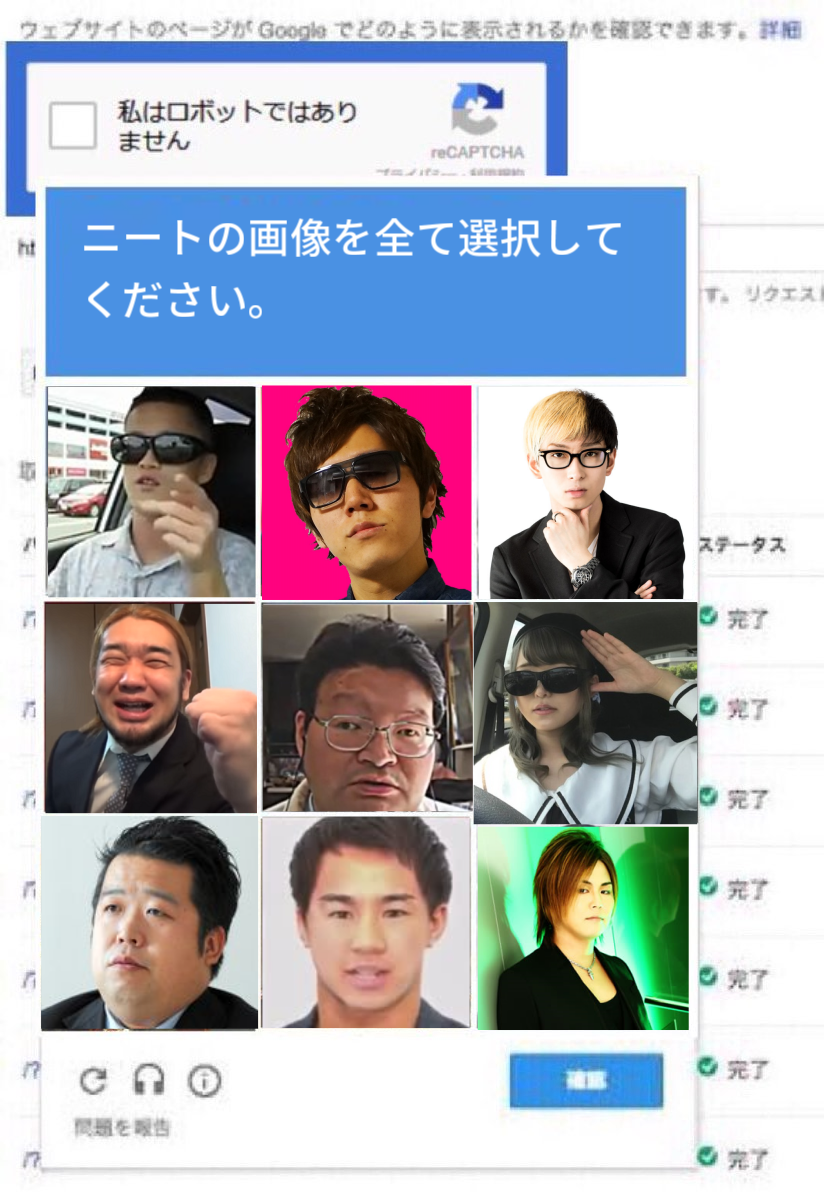 ウェブサイトのページが Google でどのように表示されるかを確認できます。詳細
私はロボットではあり
ません
reCAPTCHA
プライバシー - 利用規約
ニートの画像を全て選択して
ください。
ht
す。 リクエスト
取
ステータス
完了
完了
完了
完了
完了
完了
完了
確認
問題を報告